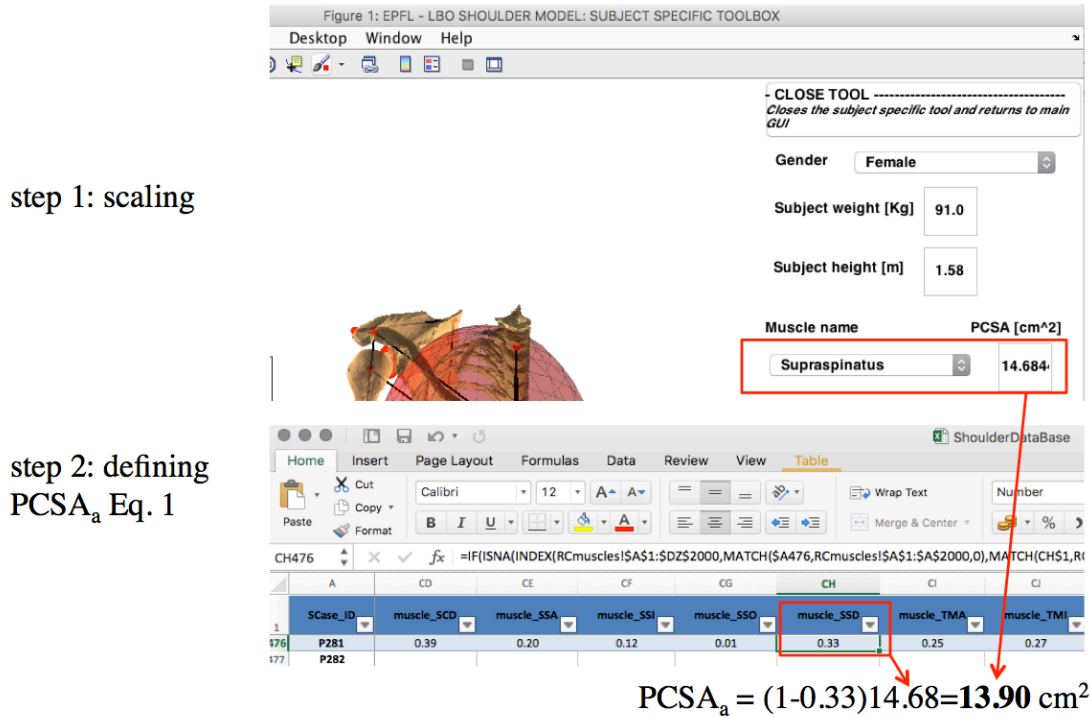 Figure 1: EPFL - LBO SHOULDER MODEL: SUBJECT SPECIFIC TOOLBOX
Desktop Window Help
- CLOSE TOOL -------------------------------------
Closes the subject specific tool and returns to main
GUI
Gender Female
Subject weight [Kg] 91.0
step 1: scaling
Subject height [m] 1.58
Muscle name PCSA [cm^2]
Supraspinatus 14.684
ShoulderDataBase
Home Insert Page Layout Formulas Data Review View Table
step 2: defining
PCSAa Eq. 1
Cut
Copy
Format
Paste
Calibri 12 A A
B I U A
Wrap Text
Merge & Center
Number
%
CH476 fx =IF(ISNA(INDEX(RCmuscles!$A$1:$DZ$2000,MATCH($A476,RCmuscles!$A$1:$A$2000,0),MATCH(CH$1,RC
A CD CE CF CG CH CI CJ
1 SCase_ID muscle_SCD muscle_SSA muscle_SSI muscle_SSO muscle_SSD muscle_TMA muscle_TMI
476 P281 0.39 0.20 0.12 0.01 0.33 0.25 0.27
477 P282
PCSAa = (1-0.33)14.68=13.90 cm²